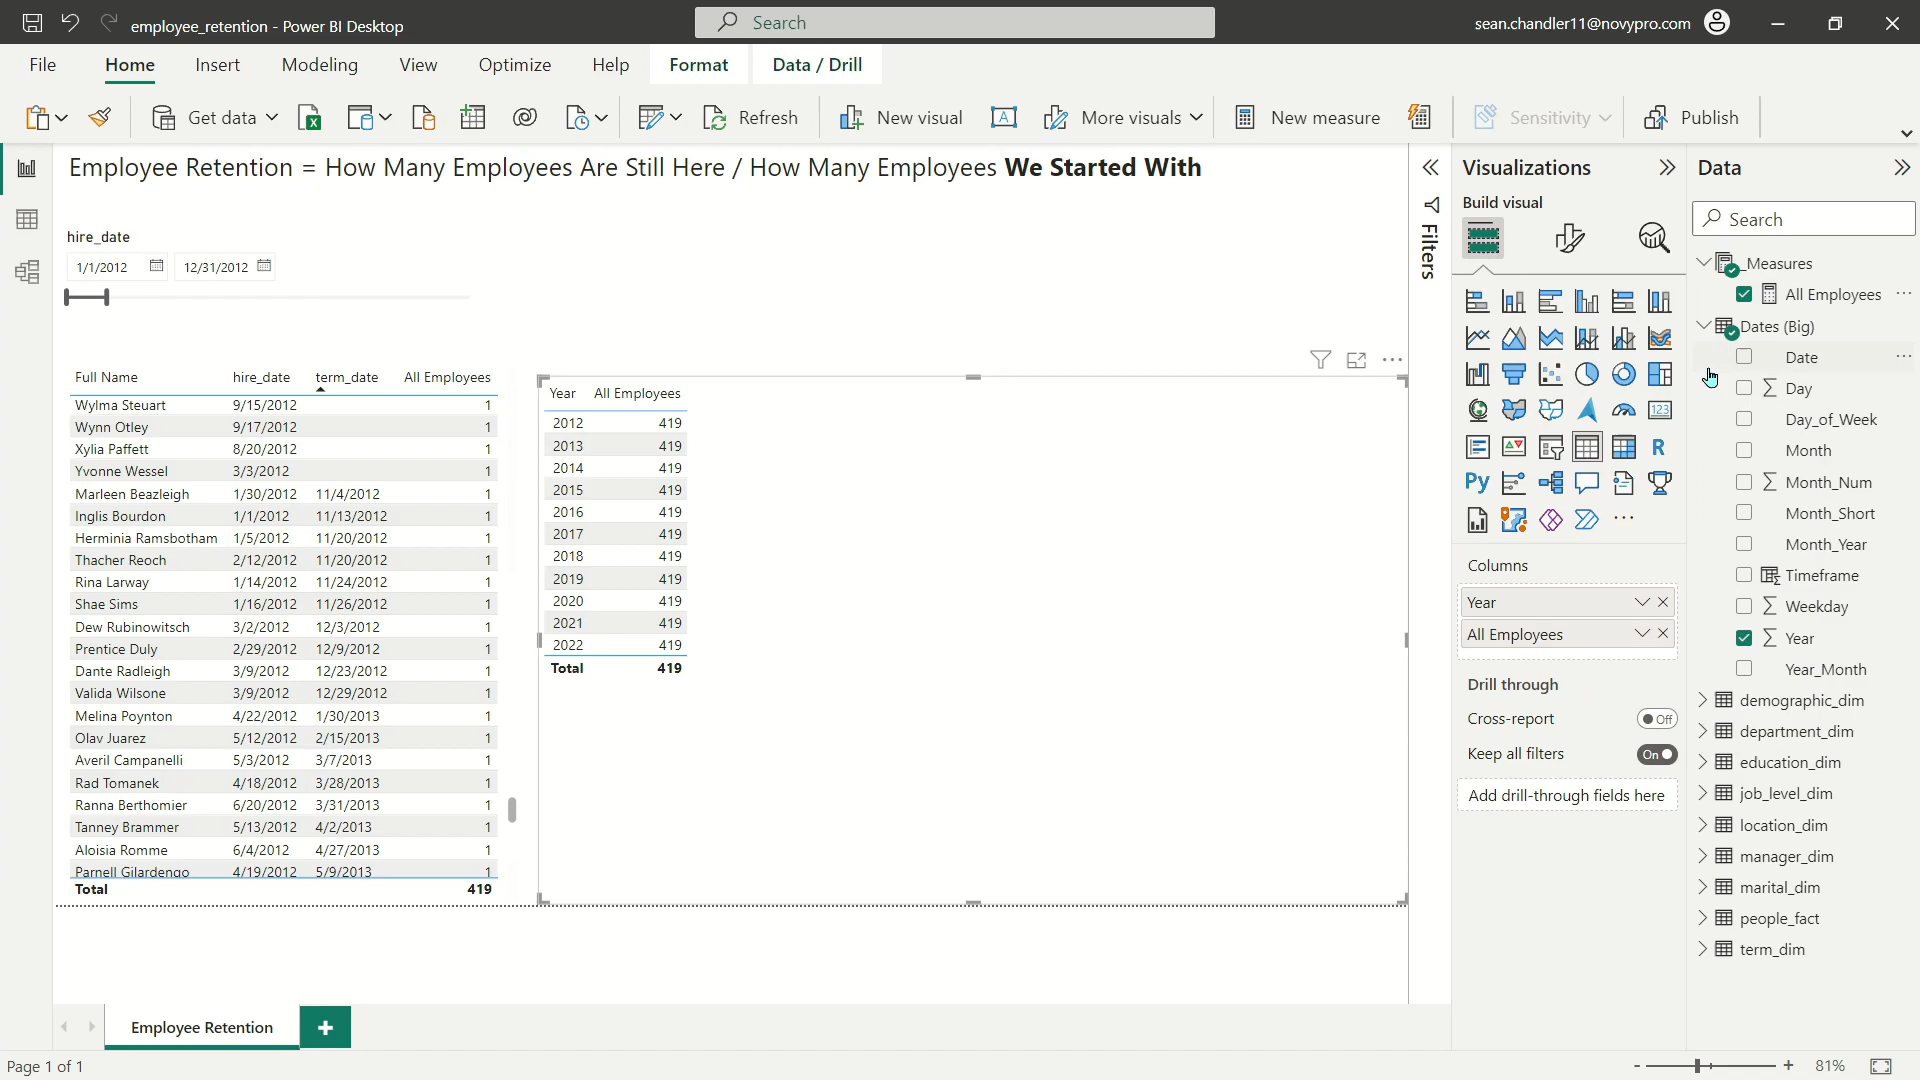 employee_retention - Power BI Desktop
Search
sean.chandler11@novypro.com
File Home Insert Modeling View Optimize Help Format Data / Drill
Get data Refresh New visual A More visuals New measure Sensitivity Publish
Employee Retention = How Many Employees Are Still Here / How Many Employees We Started With
hire_date
1/1/2012 12/31/2012
Full Name hire_date term_date All Employees
Wylma Steuart 9/15/2012 1
Wynn Otley 9/17/2012 1
Xylia Paffett 8/20/2012 1
Yvonne Wessel 3/3/2012 1
Marleen Beazleigh 1/30/2012 11/4/2012 1
Inglis Bourdon 1/1/2012 11/13/2012 1
Herminia Ramsbotham 1/5/2012 11/20/2012 1
Thacher Reoch 2/12/2012 11/20/2012 1
Rina Larway 1/14/2012 11/24/2012 1
Shae Sims 1/16/2012 11/26/2012 1
Dew Rubinowitsch 3/2/2012 12/3/2012 1
Prentice Duly 2/29/2012 12/9/2012 1
Dante Radleigh 3/9/2012 12/23/2012 1
Valida Wilsone 3/9/2012 12/29/2012 1
Melina Poynton 4/22/2012 1/30/2013 1
Olav Juarez 5/12/2012 2/15/2013 1
Averil Campanelli 5/3/2012 3/7/2013 1
Rad Tomanek 4/18/2012 3/28/2013 1
Ranna Berthomier 6/20/2012 3/31/2013 1
Tanney Brammer 5/13/2012 4/2/2013 1
Aloisia Romme 6/4/2012 4/27/2013 1
Parnell Gilardengo 4/19/2012 5/9/2013 1
Total 419
Year All Employees
2012 419
2013 419
2014 419
2015 419
2016 419
2017 419
2018 419
2019 419
2020 419
2021 419
2022 419
Total 419
Filters
Visualizations
Build visual
123
R
Py
Columns
Year
All Employees
Drill through
Cross-report Off
Keep all filters On
Add drill-through fields here
Data
Search
_Measures
All Employees
Dates (Big)
Date
Day
Day_of_Week
Month
Month_Num
Month_Short
Month_Year
Timeframe
Weekday
Year
Year_Month
demographic_dim
department_dim
education_dim
job_level_dim
location_dim
manager_dim
marital_dim
people_fact
term_dim
Employee Retention
Page 1 of 1
- + 81%